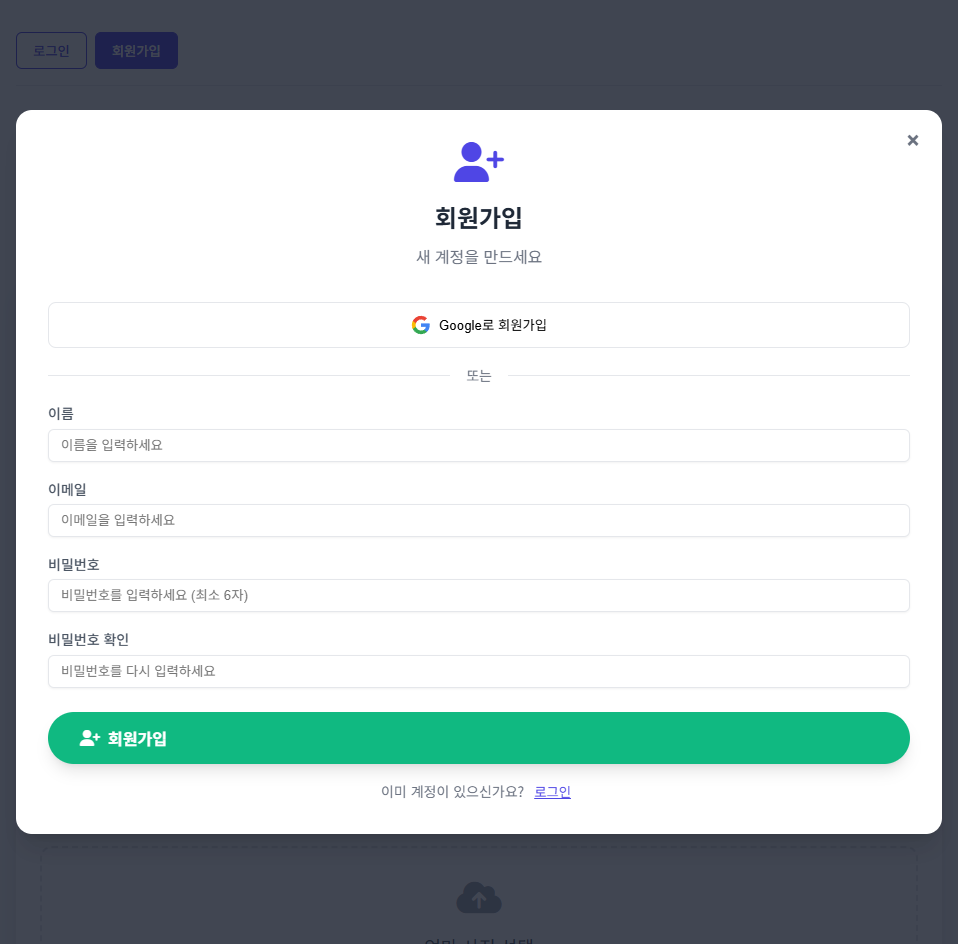 로그인 회원가입
회원가입
새 계정을 만드세요
Google로 회원가입
또는
이름
이름을 입력하세요
이메일
이메일을 입력하세요
비밀번호
비밀번호를 입력하세요 (최소 6자)
비밀번호 확인
비밀번호를 다시 입력하세요
회원가입
이미 계정이 있으신가요? 로그인